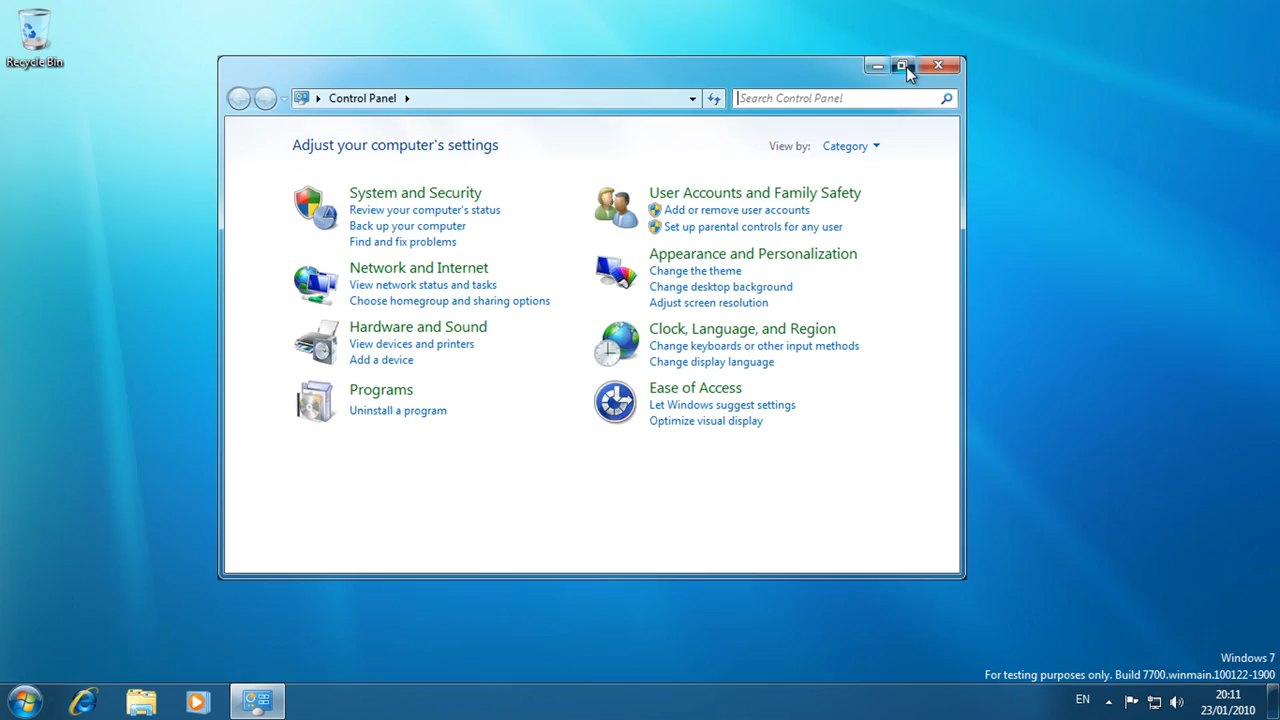 Recycle Bin
Control Panel
Search Control Panel
Adjust your computer's settings
View by:
Category
System and Security
Review your computer's status
Back up your computer
Find and fix problems
Network and Internet
View network status and tasks
Choose homegroup and sharing options
Hardware and Sound
View devices and printers
Add a device
Programs
Uninstall a program
User Accounts and Family Safety
Add or remove user accounts
Set up parental controls for any user
Appearance and Personalization
Change the theme
Change desktop background
Adjust screen resolution
Clock, Language, and Region
Change keyboards or other input methods
Change display language
Ease of Access
Let Windows suggest settings
Optimize visual display
Windows 7
For testing purposes only. Build 7700.winmain.100122-1900
EN
20:11
23/01/2010